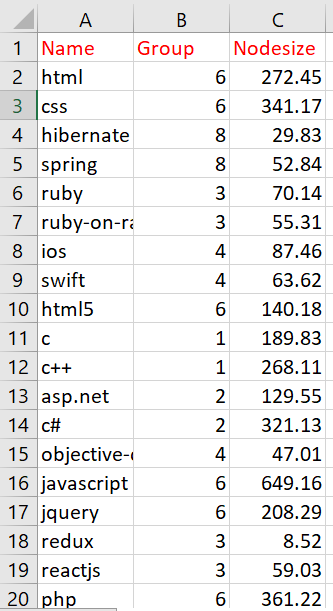 A B C
1 Name Group Nodesize
2 html 6 272.45
3 css 6 341.17
4 hibernate 8 29.83
5 spring 8 52.84
6 ruby 3 70.14
7 ruby-on-ra 3 55.31
8 ios 4 87.46
9 swift 4 63.62
10 html5 6 140.18
11 c 1 189.83
12 c++ 1 268.11
13 asp.net 2 129.55
14 c# 2 321.13
15 objective-c 4 47.01
16 javascript 6 649.16
17 jquery 6 208.29
18 redux 3 8.52
19 reactjs 3 59.03
20 php 6 361.22